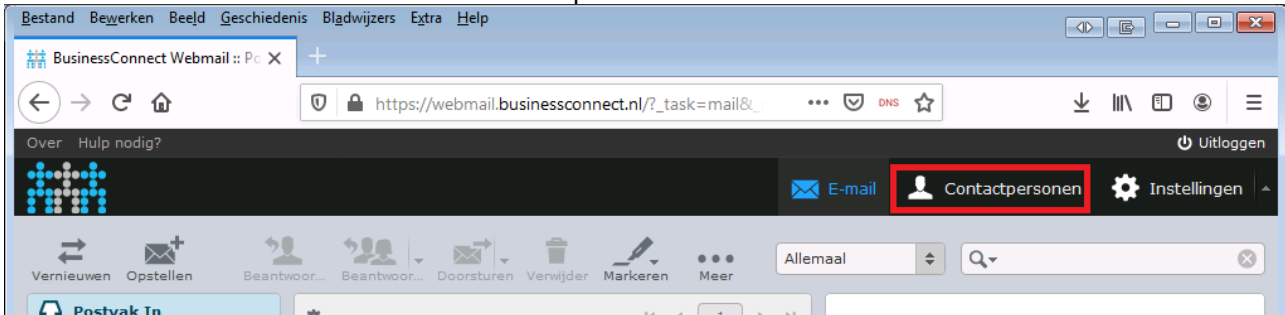 Bestand Bewerken Beeld Geschiedenis Bladwijzers Extra Help
BusinessConnect Webmail :: Po
https://webmail.businessconnect.nl/?_task=mail&_ DNS
Over Hulp nodig? Uitloggen
E-mail Contactpersonen Instellingen
Vernieuwen Opstellen Beantwoor... Beantwoor... Doorsturen Verwijder Markeren Meer Allemaal
Postvak In 1